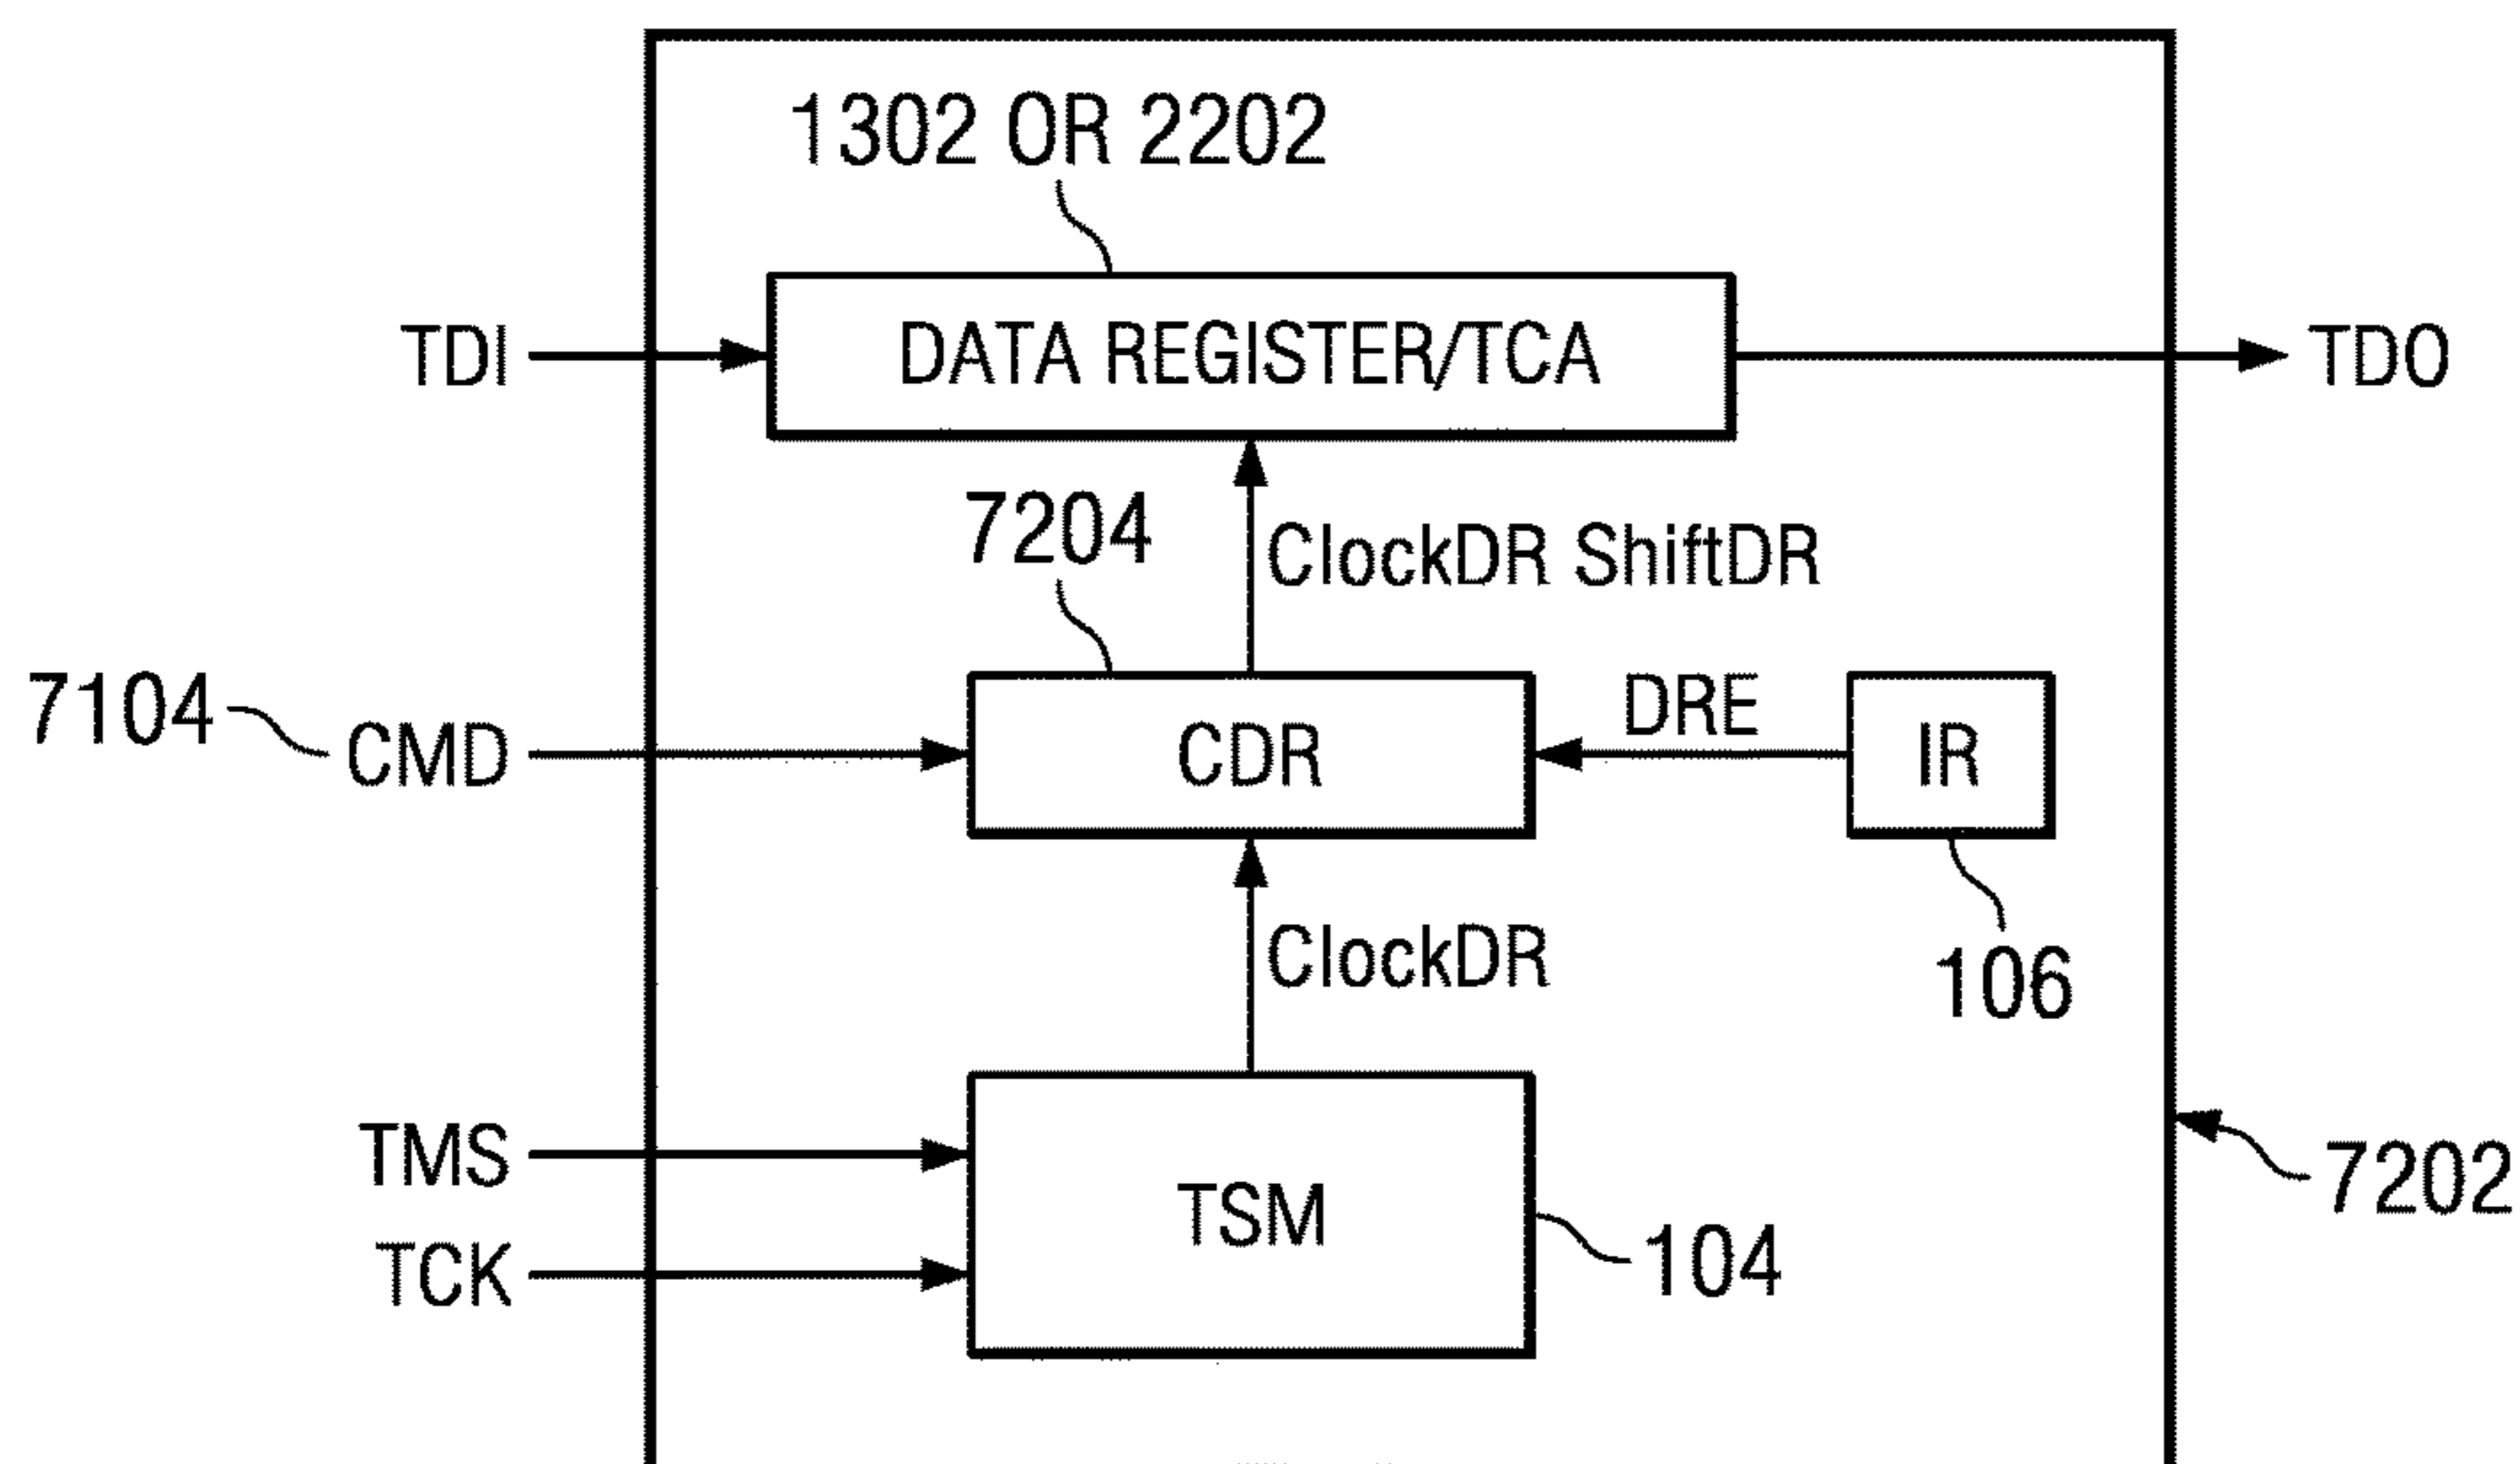 1302 OR 2202
TDI
DATA REGISTER/TCA
TDO
7204
ClockDR ShiftDR
7104
CMD
CDR
DRE
IR
ClockDR
106
TMS
TSM
7202
TCK
104